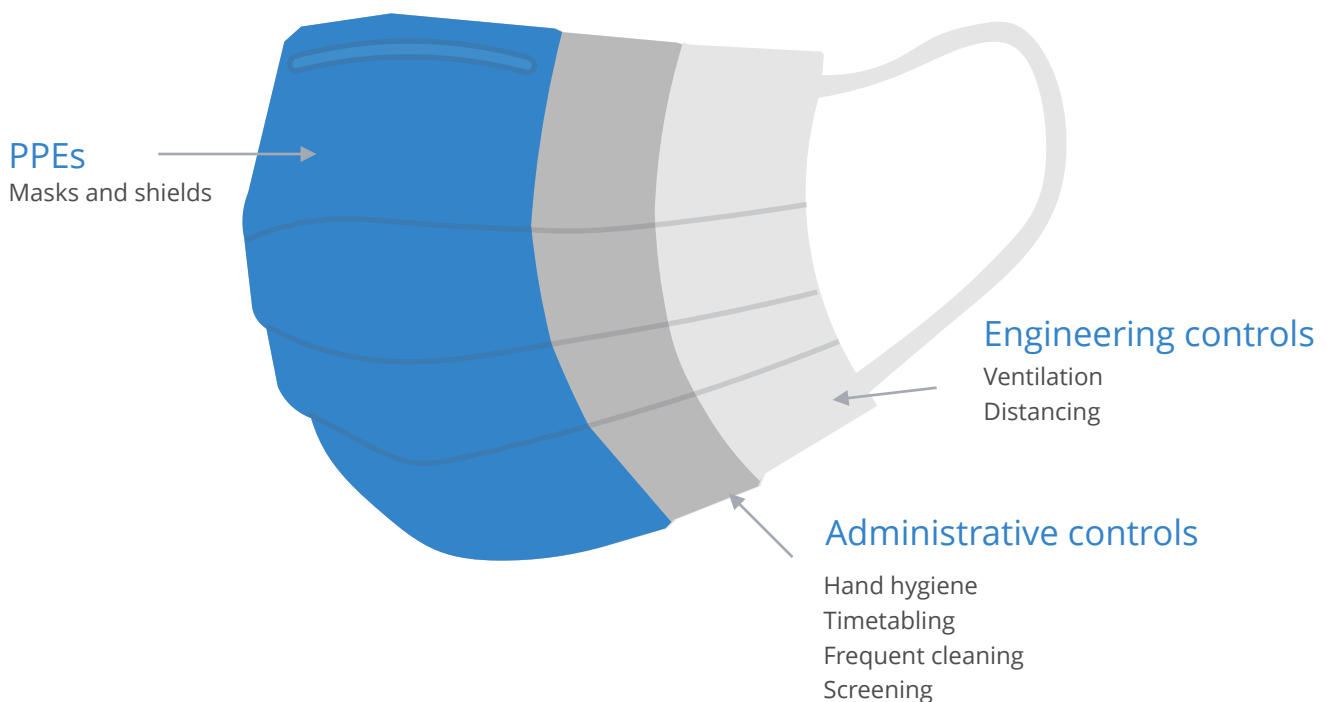 PPEs
Masks and shields
Engineering controls
Ventilation
Distancing
Administrative controls
Hand hygiene
Timetabling
Frequent cleaning
Screening